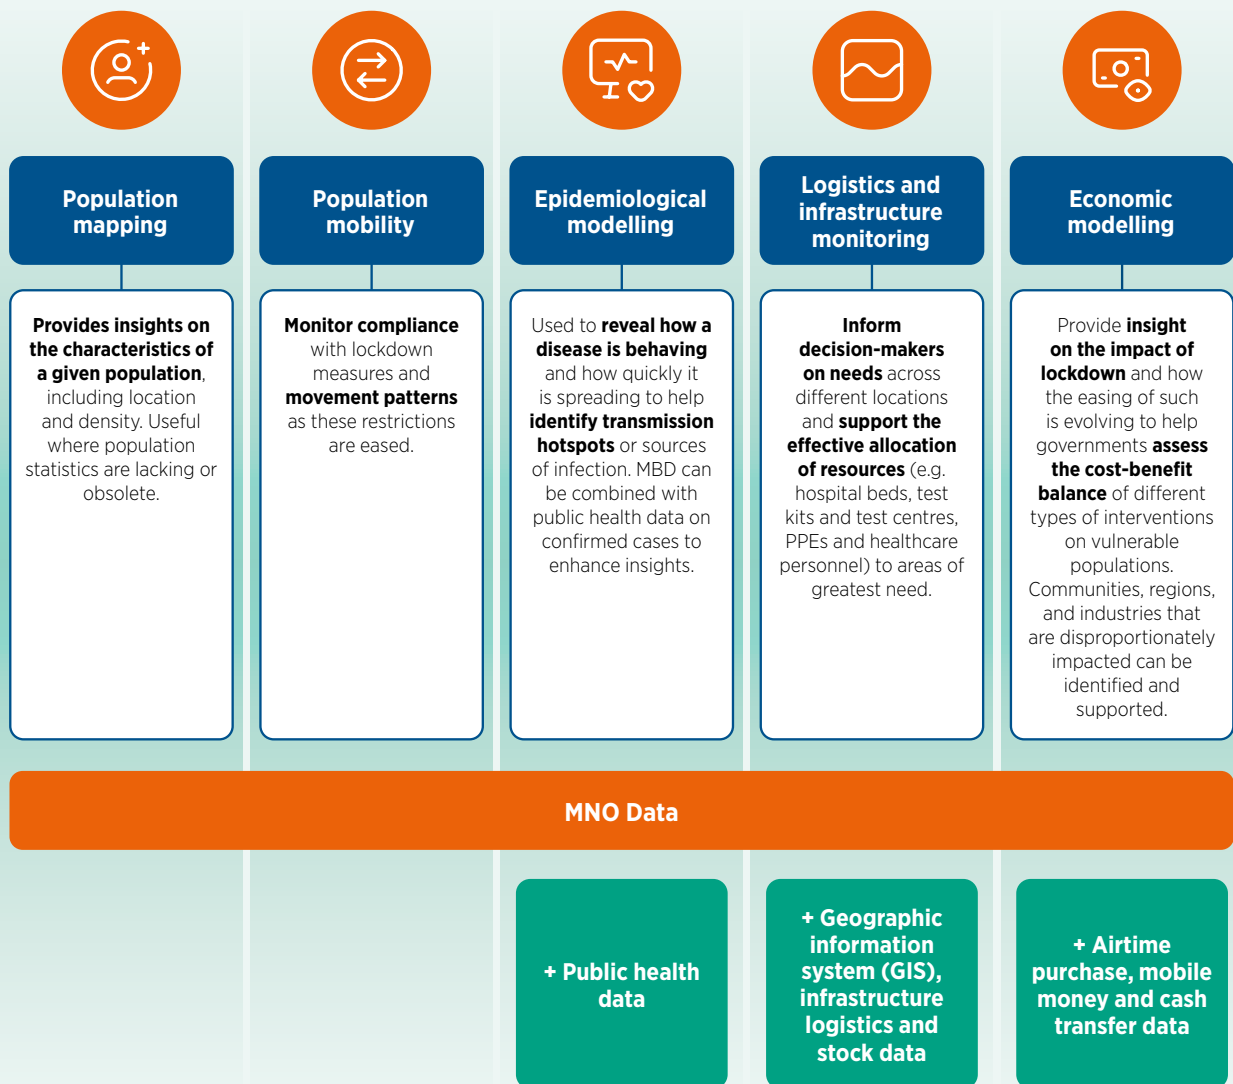 Population
mapping
Provides insights on
the characteristics of
a given population,
including location
and density. Useful
where population
statistics are lacking or
obsolete.
Population
mobility
Monitor compliance
with lockdown
measures and
movement patterns
as these restrictions
are eased.
Epidemiological
modelling
Used to reveal how a
disease is behaving
and how quickly it
is spreading to help
identify transmission
hotspots or sources
of infection. MBD can
be combined with
public health data on
confirmed cases to
enhance insights.
Logistics and
infrastructure
monitoring
Inform
decision-makers
on needs across
different locations
and support the
effective allocation
of resources (e.g.
hospital beds, test
kits and test centres,
PPEs and healthcare
personnel) to areas of
greatest need.
Economic
modelling
Provide insight
on the impact of
lockdown and how
the easing of such
is evolving to help
governments assess
the cost-benefit
balance of different
types of interventions
on vulnerable
populations.
Communities, regions,
and industries that
are disproportionately
impacted can be
identified and
supported.
MNO Data
+ Public health
data
+ Geographic
information
system (GIS),
infrastructure
logistics and
stock data
+ Airtime
purchase, mobile
money and cash
transfer data